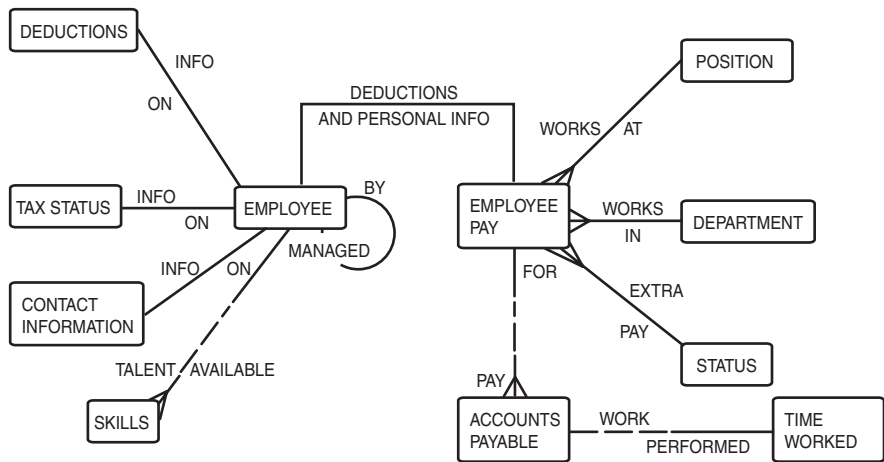 DEDUCTIONS
INFO
ON
DEDUCTIONS
AND PERSONAL INFO
POSITION
WORKS AT
TAX STATUS
INFO
ON
EMPLOYEE
BY
MANAGED
EMPLOYEE
PAY
WORKS
IN
DEPARTMENT
INFO
ON
CONTACT
INFORMATION
TALENT AVAILABLE
SKILLS
FOR
PAY
EXTRA
PAY
STATUS
ACCOUNTS
PAYABLE
WORK
PERFORMED
TIME
WORKED